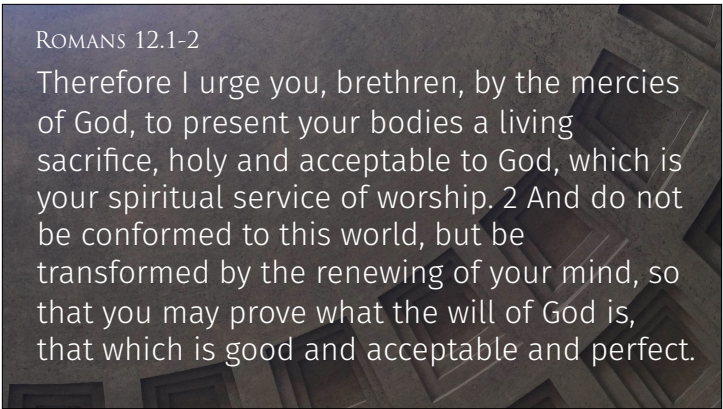 Romans 12.1-2
Therefore I urge you, brethren, by the mercies
of God, to present your bodies a living
sacrifice, holy and acceptable to God, which is
your spiritual service of worship. 2 And do not
be conformed to this world, but be
transformed by the renewing of your mind, so
that you may prove what the will of God is,
that which is good and acceptable and perfect.